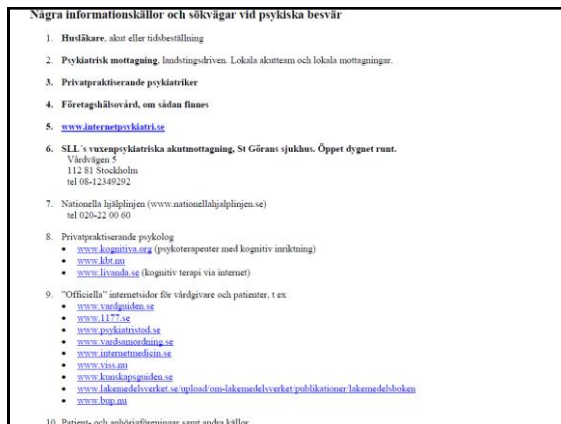 Några informationskällor och sökvägar vid psykiska besvär
1. Husläkare, akut eller tidsbeställning
2. Psykiatrisk mottagning, landstingsdriven. Lokala akutteam och lokala mottagningar.
3. Privatpraktiserande psykiatriker
4. Företagshälsovård, om sådan finnes
5. www.internetpsykiatri.se
6. SLL´s vuxenpsykiatriska akutmottagning, St Görans sjukhus. Öppet dygnet runt.
Vårdvägen 5
112 81 Stockholm
tel 08-12349292
7. Nationella hjälplinjen (www.nationellahjalplinjen.se)
tel 020-22 00 60
8. Privatpraktiserande psykolog
• www.kognitiva.org (psykoterapeuter med kognitiv inriktning)
• www.kbt.nu
• www.livanda.se (kognitiv terapi via internet)
9. "Officiella" internetsidor för vårdgivare och patienter, t ex
• www.vardguiden.se
• www.1177.se
• www.psykiatristod.se
• www.vardsamordning.se
• www.internetmedicin.se
• www.viss.nu
• www.kunskapsguiden.se
• www.lakemedelsverket.se/upload/om-lakemedelsverket/publikationer/lakemedelsboken
• www.bup.nu
10. Patient- och anhörigföreningar samt andra källor